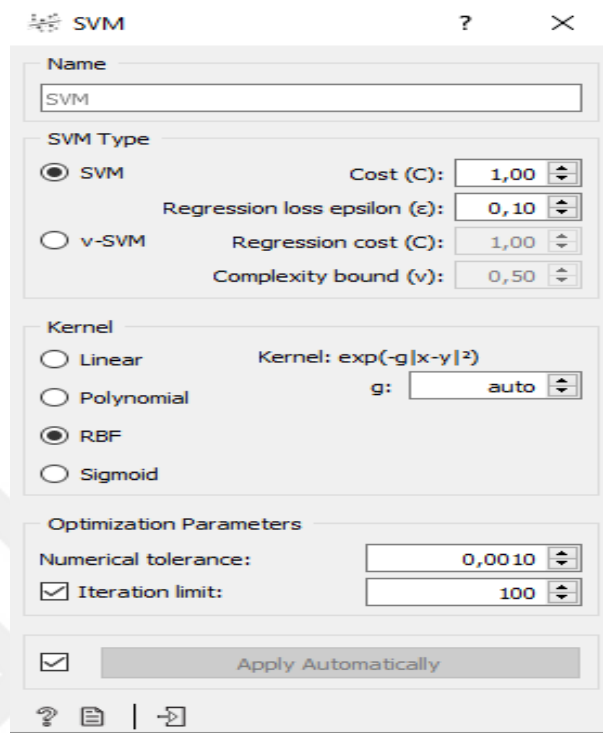 SVM ?
Name
SVM
SVM Type
SVM Cost (C): 1,00
Regression loss epsilon (ε): 0,10
ν-SVM Regression cost (C): 1,00
Complexity bound (ν): 0,50
Kernel
Linear Kernel: exp(-g|x-y|²)
g: auto
Polynomial
RBF
Sigmoid
Optimization Parameters
Numerical tolerance: 0,0010
Iteration limit: 100
Apply Automatically
?